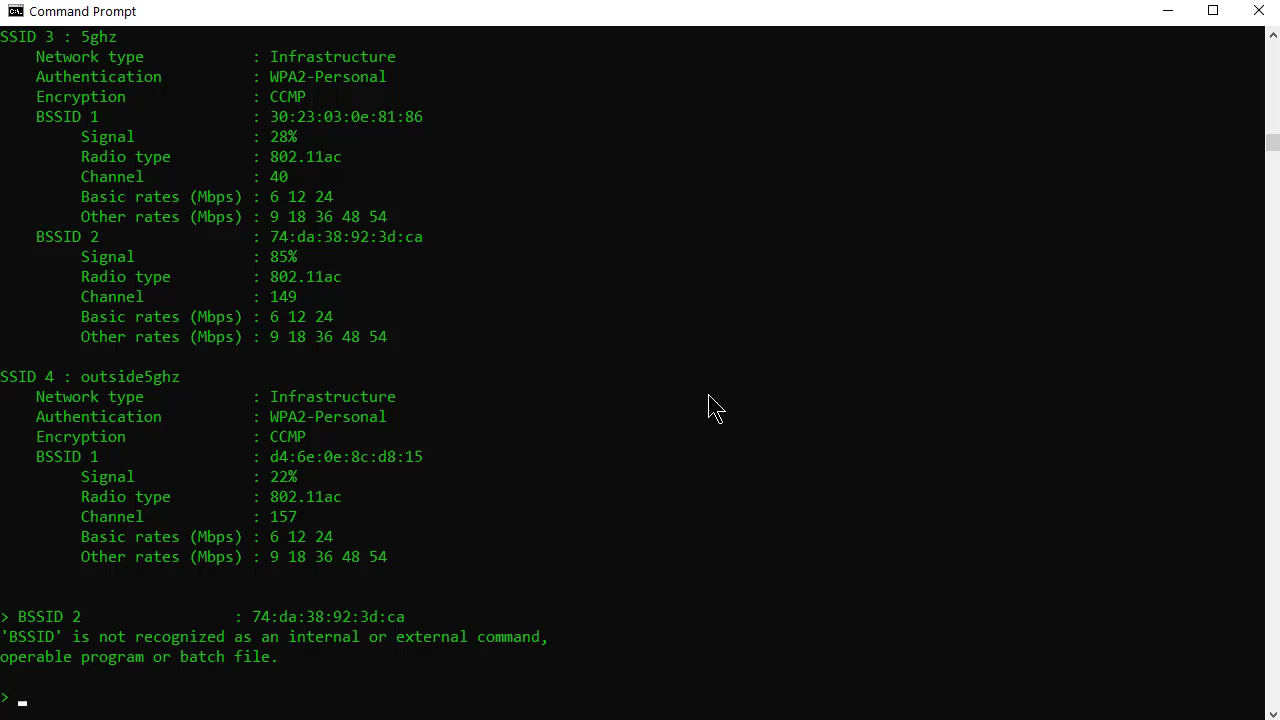 Command Prompt
SSID 3 : 5ghz
    Network type            : Infrastructure
    Authentication          : WPA2-Personal
    Encryption              : CCMP
    BSSID 1                 : 30:23:03:0e:81:86
         Signal             : 28%
         Radio type         : 802.11ac
         Channel            : 40
         Basic rates (Mbps) : 6 12 24
         Other rates (Mbps) : 9 18 36 48 54
    BSSID 2                 : 74:da:38:92:3d:ca
         Signal             : 85%
         Radio type         : 802.11ac
         Channel            : 149
         Basic rates (Mbps) : 6 12 24
         Other rates (Mbps) : 9 18 36 48 54
SSID 4 : outside5ghz
    Network type            : Infrastructure
    Authentication          : WPA2-Personal
    Encryption              : CCMP
    BSSID 1                 : d4:6e:0e:8c:d8:15
         Signal             : 22%
         Radio type         : 802.11ac
         Channel            : 157
         Basic rates (Mbps) : 6 12 24
         Other rates (Mbps) : 9 18 36 48 54
> BSSID 2                 : 74:da:38:92:3d:ca
'BSSID' is not recognized as an internal or external command,
operable program or batch file.
>